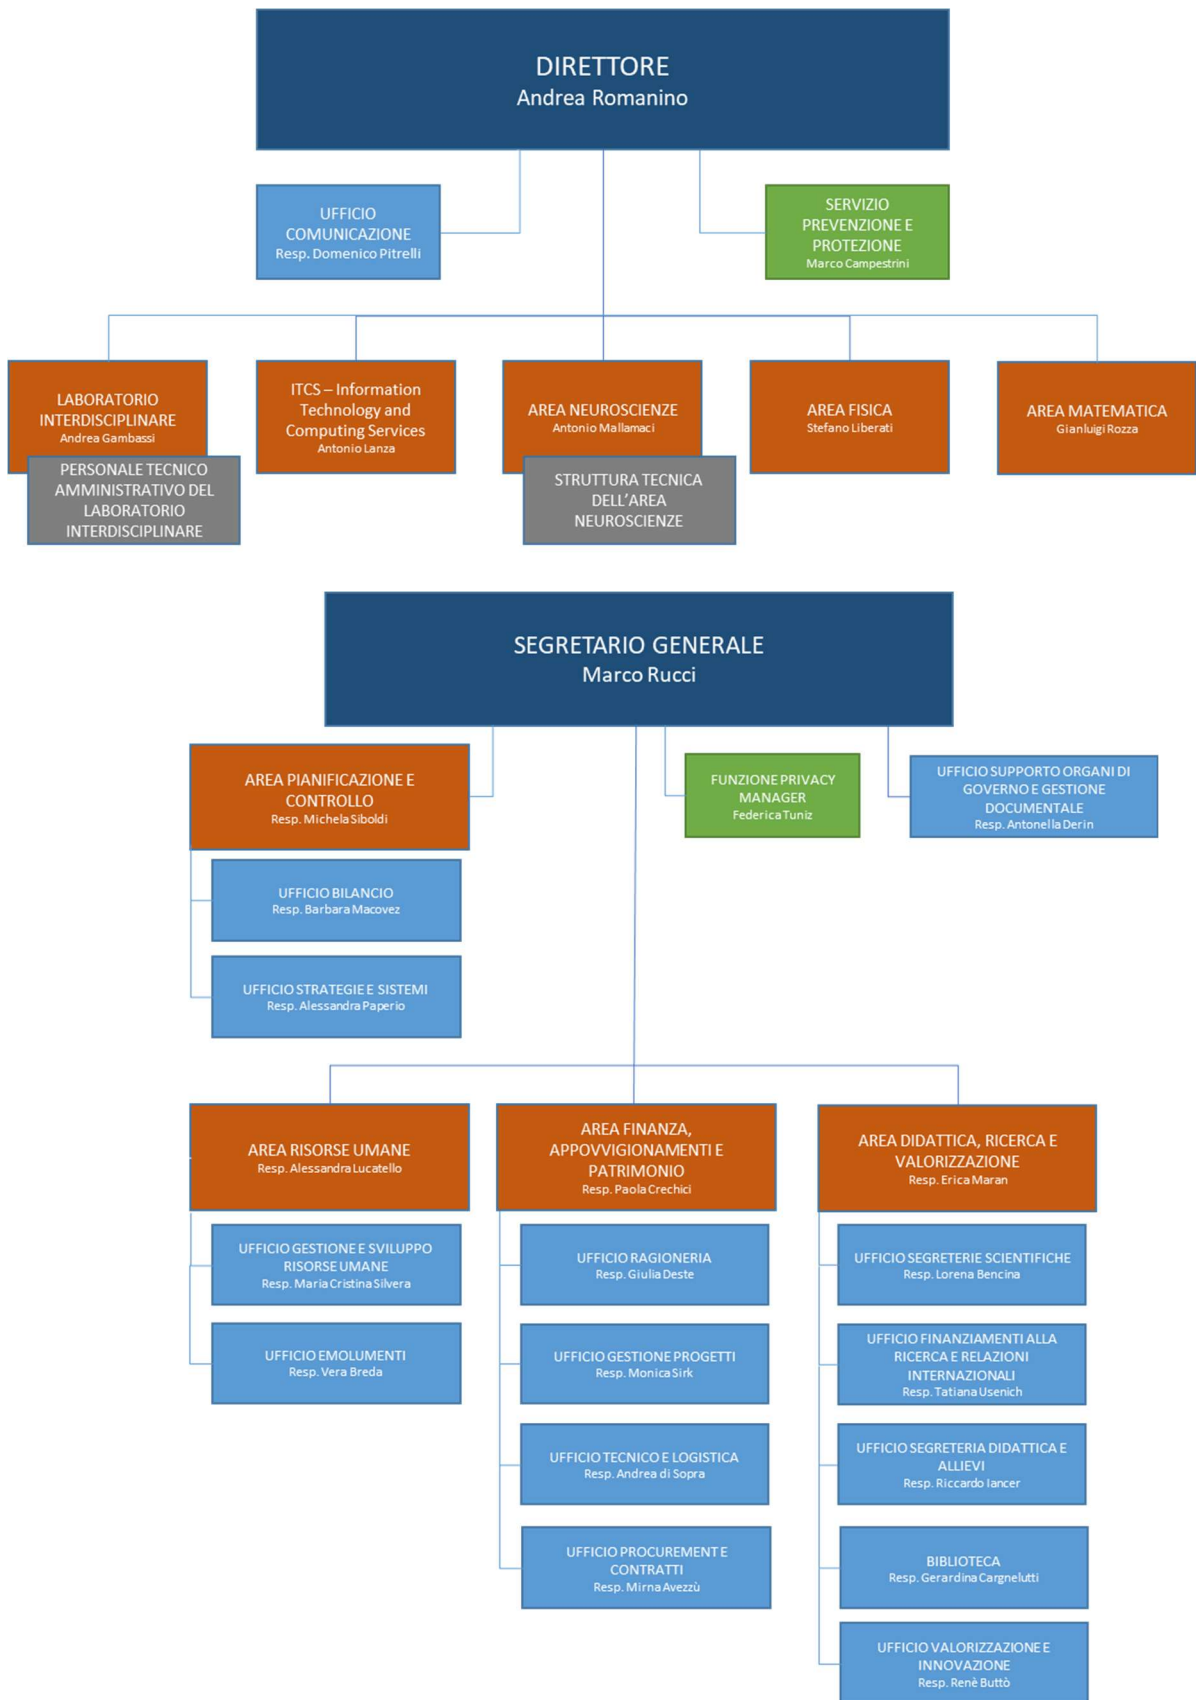 DIRETTORE
Andrea Romanino
UFFICIO
COMUNICAZIONE
Resp. Domenico Pitrelli
SERVIZIO
PREVENZIONE E
PROTEZIONE
Marco Campestrini
LABORATORIO
INTERDISCIPLINARE
Andrea Gambassi
PERSONALE TECNICO
AMMINISTRATIVO DEL
LABORATORIO
INTERDISCIPLINARE
ITCS – Information
Technology and
Computing Services
Antonio Lanza
AREA NEUROSCIENZE
Antonio Mallamaci
STRUTTURA TECNICA
DELL'AREA
NEUROSCIENZE
AREA FISICA
Stefano Liberati
AREA MATEMATICA
Gianluigi Rozza
SEGRETARIO GENERALE
Marco Rucci
AREA PIANIFICAZIONE E
CONTROLLO
Resp. Michela Siboldi
FUNZIONE PRIVACY
MANAGER
Federica Tuniz
UFFICIO SUPPORTO ORGANI DI
GOVERNO E GESTIONE
DOCUMENTALE
Resp. Antonella Derin
UFFICIO BILANCIO
Resp. Barbara Macovez
UFFICIO STRATEGIE E SISTEMI
Resp. Alessandra Paperio
AREA RISORSE UMANE
Resp. Alessandra Lucatello
UFFICIO GESTIONE E SVILUPPO
RISORSE UMANE
Resp. Maria Cristina Silvera
UFFICIO EMOLUMENTI
Resp. Vera Breda
AREA FINANZA,
APPOVVIGIONAMENTI E
PATRIMONIO
Resp. Paola Crechici
UFFICIO RAGIONERIA
Resp. Giulia Deste
UFFICIO GESTIONE PROGETTI
Resp. Monica Sirk
UFFICIO TECNICO E LOGISTICA
Resp. Andrea di Sopra
UFFICIO PROCUREMENT E
CONTRATTI
Resp. Mirna Avezzù
AREA DIDATTICA, RICERCA E
VALORIZZAZIONE
Resp. Erica Maran
UFFICIO SEGRETERIE SCIENTIFICHE
Resp. Lorena Bencina
UFFICIO FINANZIAMENTI ALLA
RICERCA E RELAZIONI
INTERNAZIONALI
Resp. Tatiana Usenich
UFFICIO SEGRETERIA DIDATTICA E
ALLIEVI
Resp. Riccardo Iancer
BIBLIOTECA
Resp. Gerardina Cargnelutti
UFFICIO VALORIZZAZIONE E
INNOVAZIONE
Resp. Renè Buttò